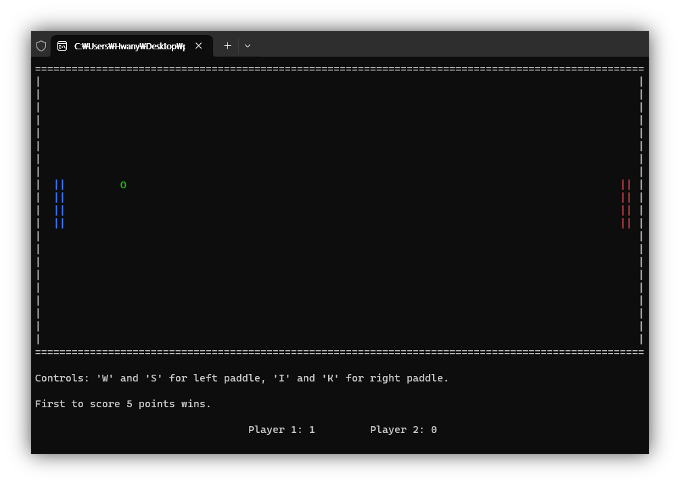 C:₩Users₩Hwany₩Desktop₩p
O
Controls: 'W' and 'S' for left paddle, 'I' and 'K' for right paddle.
First to score 5 points wins.
Player 1: 1 Player 2: 0